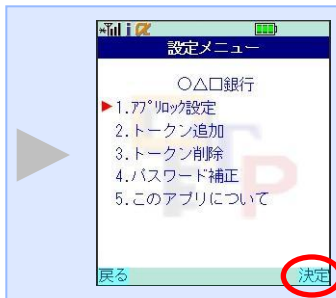 設定メニュー
○△□銀行
1.ｱﾌﾟﾘﾛｯｸ設定
2.トークン追加
3.トークン削除
4.パスワード補正
5.このアプリについて
戻る 決定